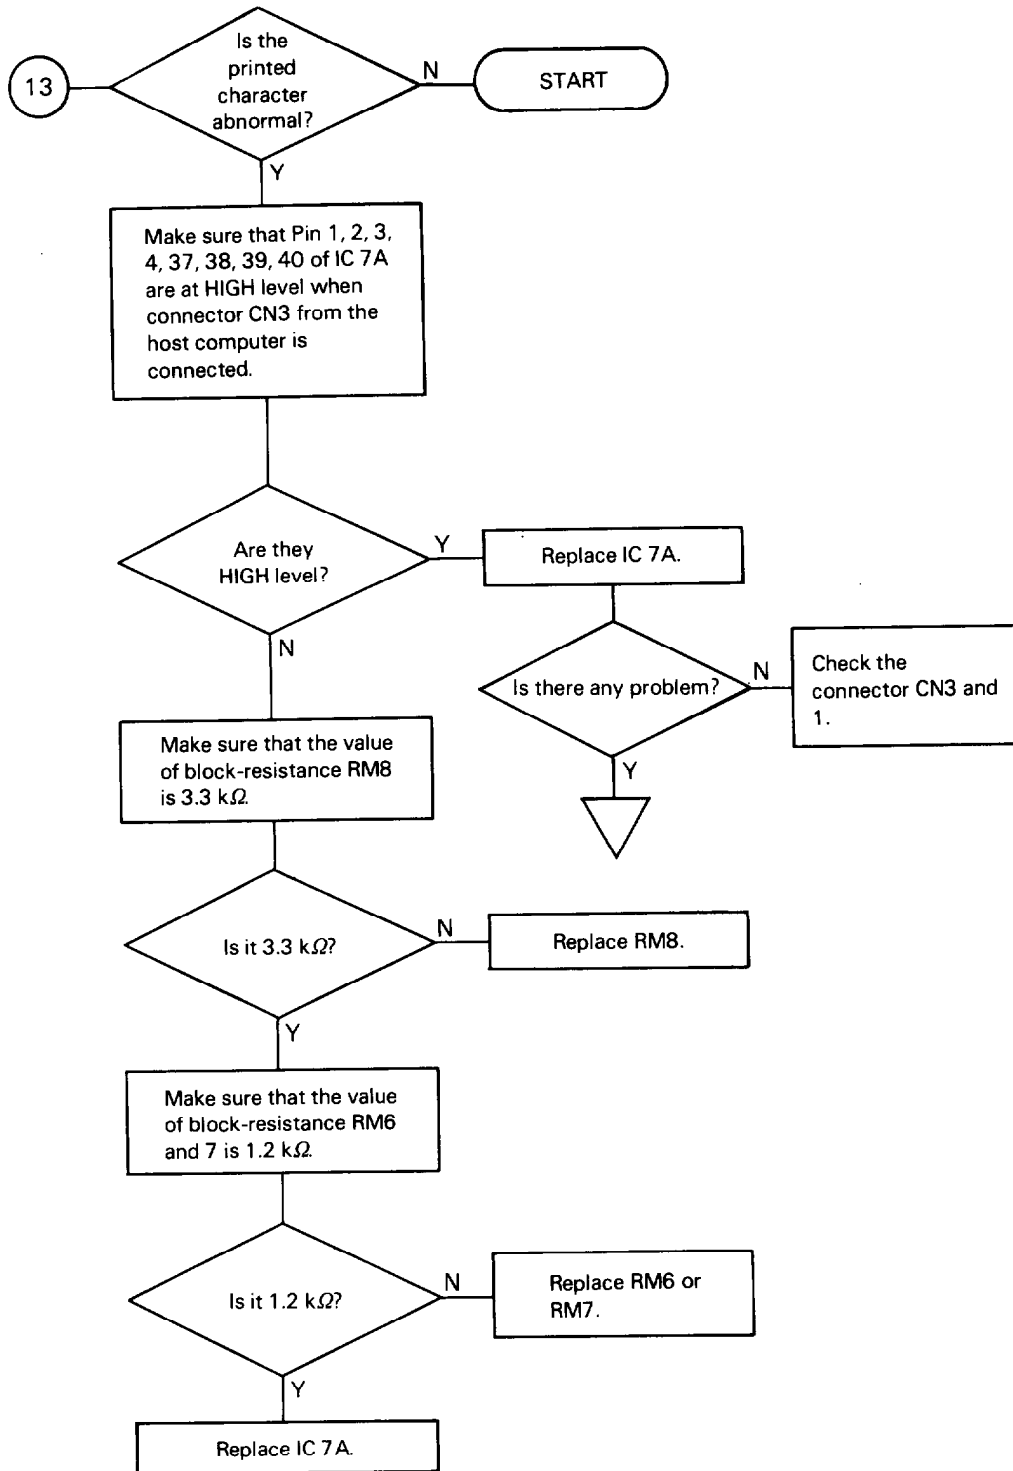 13
Is the
printed
character
abnormal?
N
START
Y
Make sure that Pin 1, 2, 3,
4, 37, 38, 39, 40 of IC 7A
are at HIGH level when
connector CN3 from the
host computer is
connected.
Are they
HIGH level?
Y
Replace IC 7A.
N
Is there any problem?
N
Check the
connector CN3 and
1.
Y
Make sure that the value
of block-resistance RM8
is 3.3 kΩ.
Is it 3.3 kΩ?
N
Replace RM8.
Y
Make sure that the value
of block-resistance RM6
and 7 is 1.2 kΩ.
Is it 1.2 kΩ?
N
Replace RM6 or
RM7.
Y
Replace IC 7A.